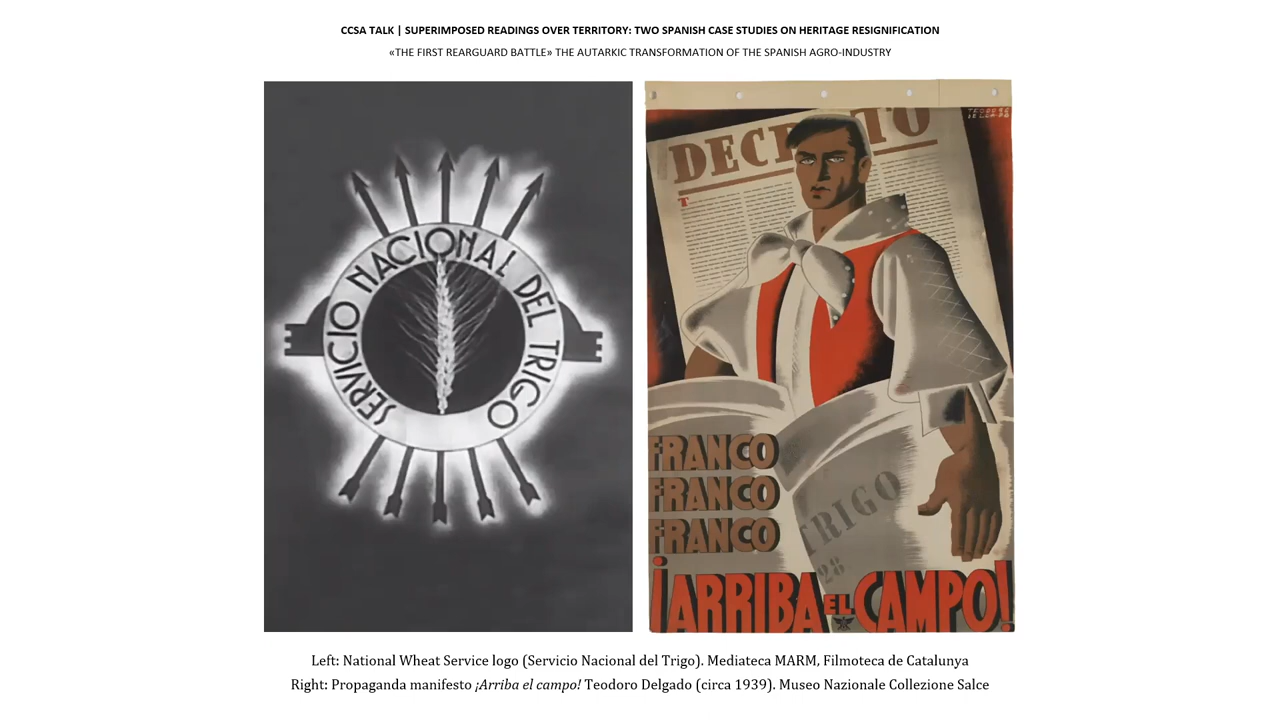 CCSA TALK | SUPERIMPOSED READINGS OVER TERRITORY: TWO SPANISH CASE STUDIES ON HERITAGE RESIGNIFICATION
«THE FIRST REARGUARD BATTLE» THE AUTARKIC TRANSFORMATION OF THE SPANISH AGRO-INDUSTRY
SERVICIO NACIONAL DEL TRIGO
DECRETO
T
FRANCO
FRANCO
FRANCO
TRIGO
28
¡ARRIBA EL CAMPO!
Left: National Wheat Service logo (Servicio Nacional del Trigo). Mediateca MARM, Filmoteca de Catalunya
Right: Propaganda manifesto ¡Arriba el campo! Teodoro Delgado (circa 1939). Museo Nazionale Collezione Salce